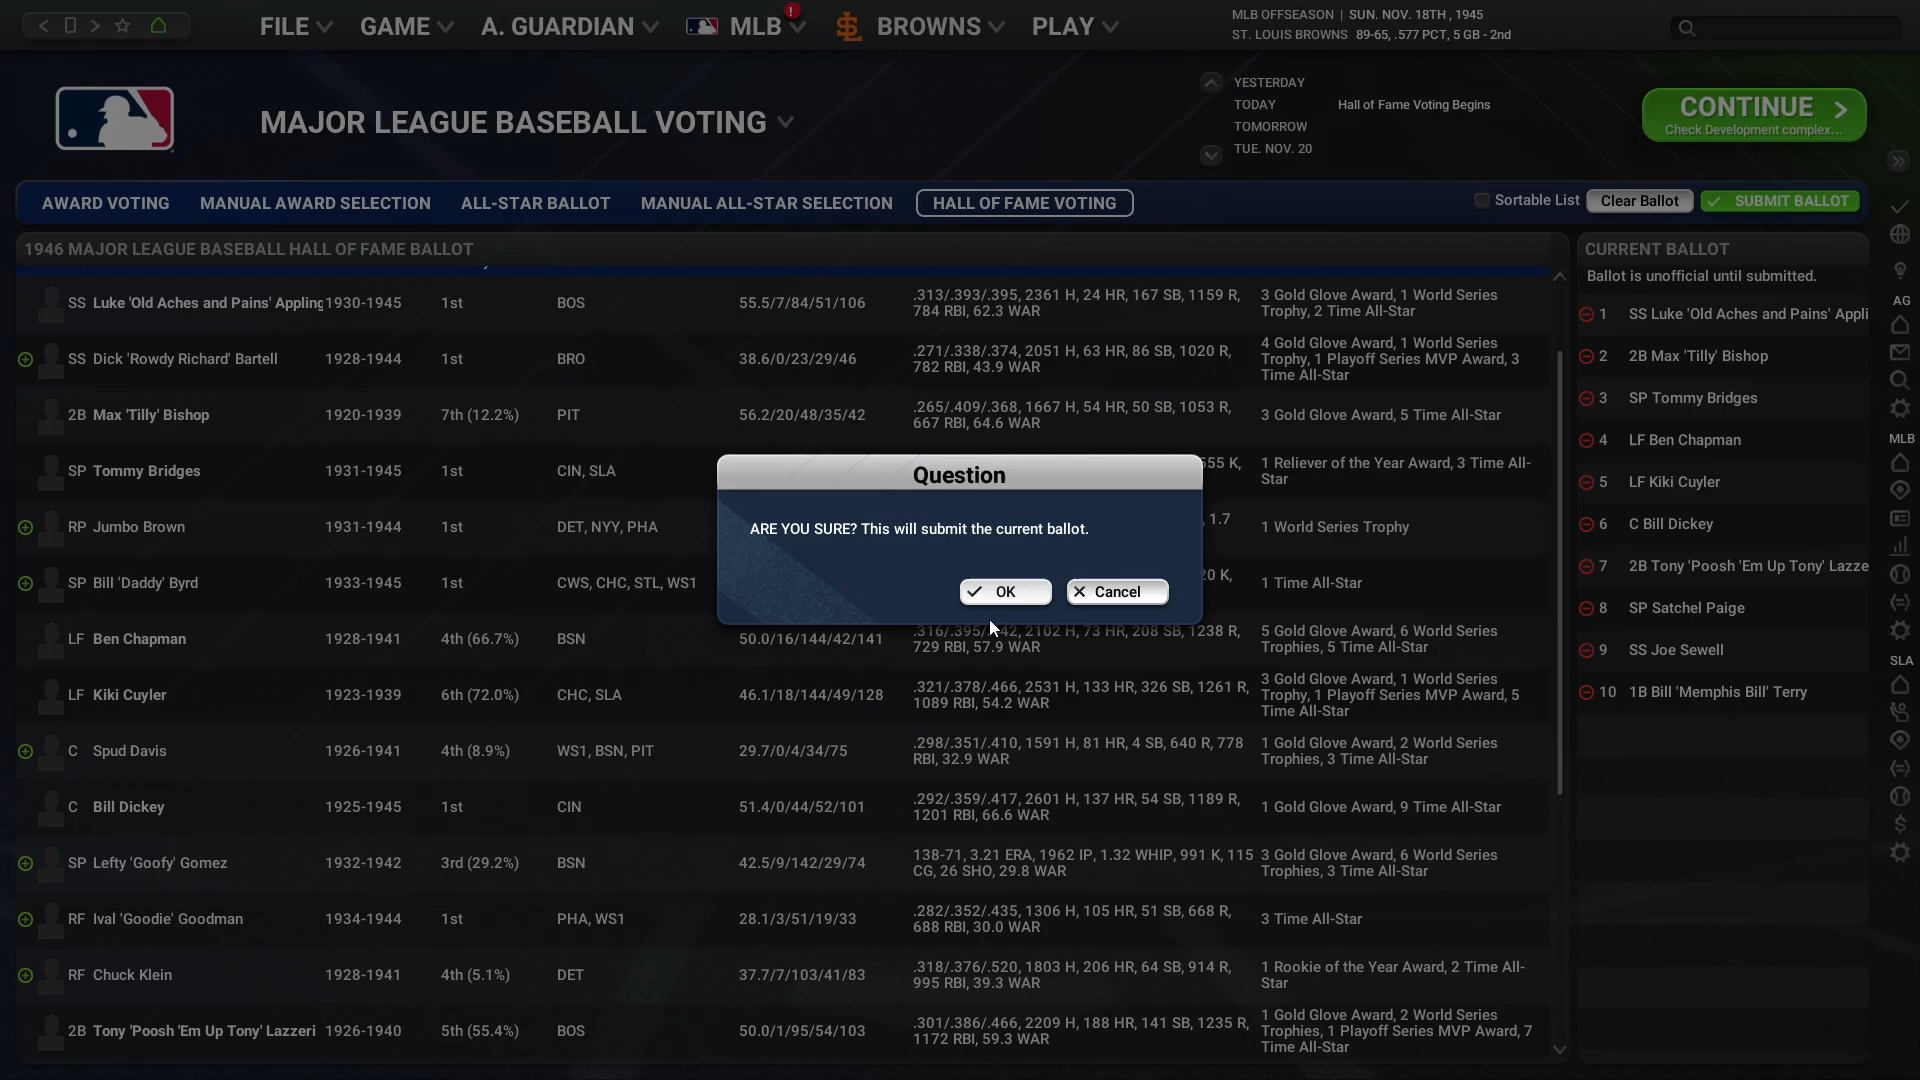 FILE GAME A. GUARDIAN MLB ! BROWNS PLAY
MLB OFFSEASON | SUN. NOV. 18TH , 1945
ST. LOUIS BROWNS 89-65, .577 PCT, 5 GB - 2nd
MAJOR LEAGUE BASEBALL VOTING
YESTERDAY
TODAY Hall of Fame Voting Begins
TOMORROW
TUE. NOV. 20
CONTINUE
Check Development complex...
AWARD VOTING MANUAL AWARD SELECTION ALL-STAR BALLOT MANUAL ALL-STAR SELECTION HALL OF FAME VOTING
Sortable List Clear Ballot SUBMIT BALLOT
1946 MAJOR LEAGUE BASEBALL HALL OF FAME BALLOT
SS Luke 'Old Aches and Pains' Appling 1930-1945 1st BOS 55.5/7/84/51/106 .313/.393/.395, 2361 H, 24 HR, 167 SB, 1159 R, 3 Gold Glove Award, 1 World Series
784 RBI, 62.3 WAR Trophy, 2 Time All-Star
SS Dick 'Rowdy Richard' Bartell 1928-1944 1st BRO 38.6/0/23/29/46 .271/.338/.374, 2051 H, 63 HR, 86 SB, 1020 R, 4 Gold Glove Award, 1 World Series
782 RBI, 43.9 WAR Trophy, 1 Playoff Series MVP Award, 3
Time All-Star
2B Max 'Tilly' Bishop 1920-1939 7th (12.2%) PIT 56.2/20/48/35/42 .265/.409/.368, 1667 H, 54 HR, 50 SB, 1053 R, 3 Gold Glove Award, 5 Time All-Star
667 RBI, 64.6 WAR
SP Tommy Bridges 1931-1945 1st CIN, SLA 555 K, 1 Reliever of the Year Award, 3 Time All-
Star
RP Jumbo Brown 1931-1944 1st DET, NYY, PHA 1.7 1 World Series Trophy
SP Bill 'Daddy' Byrd 1933-1945 1st CWS, CHC, STL, WS1 20 K, 1 Time All-Star
LF Ben Chapman 1928-1941 4th (66.7%) BSN 50.0/16/144/42/141 .316/.395/ 42, 2102 H, 73 HR, 208 SB, 1238 R, 5 Gold Glove Award, 6 World Series
729 RBI, 57.9 WAR Trophies, 5 Time All-Star
LF Kiki Cuyler 1923-1939 6th (72.0%) CHC, SLA 46.1/18/144/49/128 .321/.378/.466, 2531 H, 133 HR, 326 SB, 1261 R, 3 Gold Glove Award, 1 World Series
1089 RBI, 54.2 WAR Trophy, 1 Playoff Series MVP Award, 5
Time All-Star
C Spud Davis 1926-1941 4th (8.9%) WS1, BSN, PIT 29.7/0/4/34/75 .298/.351/.410, 1591 H, 81 HR, 4 SB, 640 R, 778 1 Gold Glove Award, 2 World Series
RBI, 32.9 WAR Trophies, 3 Time All-Star
C Bill Dickey 1925-1945 1st CIN 51.4/0/44/52/101 .292/.359/.417, 2601 H, 137 HR, 54 SB, 1189 R, 1 Gold Glove Award, 9 Time All-Star
1201 RBI, 66.6 WAR
SP Lefty 'Goofy' Gomez 1932-1942 3rd (29.2%) BSN 42.5/9/142/29/74 138-71, 3.21 ERA, 1962 IP, 1.32 WHIP, 991 K, 115 3 Gold Glove Award, 6 World Series
CG, 26 SHO, 29.8 WAR Trophies, 3 Time All-Star
RF Ival 'Goodie' Goodman 1934-1944 1st PHA, WS1 28.1/3/51/19/33 .282/.352/.435, 1306 H, 105 HR, 51 SB, 668 R, 3 Time All-Star
688 RBI, 30.0 WAR
RF Chuck Klein 1928-1941 4th (5.1%) DET 37.7/7/103/41/83 .318/.376/.520, 1803 H, 206 HR, 64 SB, 914 R, 1 Rookie of the Year Award, 2 Time All-
995 RBI, 39.3 WAR Star
2B Tony 'Poosh 'Em Up Tony' Lazzeri 1926-1940 5th (55.4%) BOS 50.0/1/95/54/103 .301/.386/.466, 2209 H, 188 HR, 141 SB, 1235 R, 1 Gold Glove Award, 2 World Series
1172 RBI, 59.3 WAR Trophies, 1 Playoff Series MVP Award, 7
Time All-Star
Question
ARE YOU SURE? This will submit the current ballot.
OK Cancel
CURRENT BALLOT
Ballot is unofficial until submitted.
1 SS Luke 'Old Aches and Pains' Appli
2 2B Max 'Tilly' Bishop
3 SP Tommy Bridges
4 LF Ben Chapman
5 LF Kiki Cuyler
6 C Bill Dickey
7 2B Tony 'Poosh 'Em Up Tony' Lazze
8 SP Satchel Paige
9 SS Joe Sewell
10 1B Bill 'Memphis Bill' Terry
AG
MLB
SLA